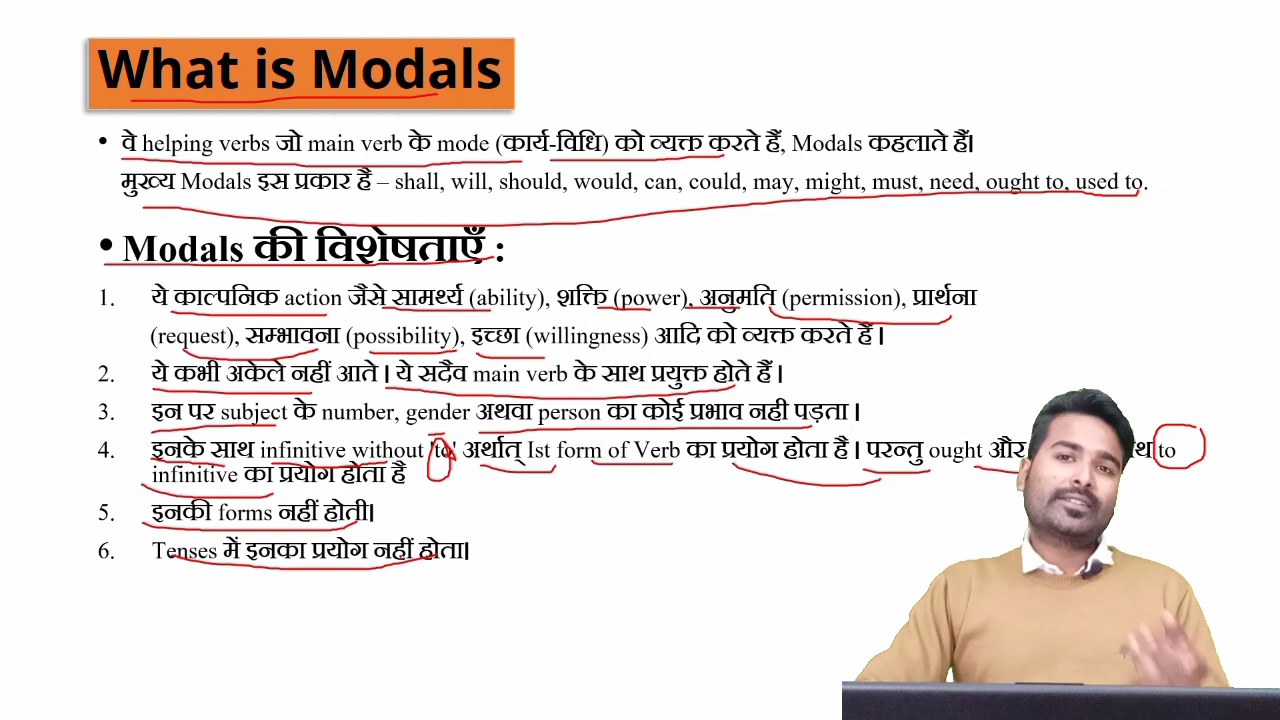 What is Modals
• वे helping verbs जो main verb के mode (कार्य-विधि) को व्यक्त करते हैं, Modals कहलाते हैं।
मुख्य Modals इस प्रकार है – shall, will, should, would, can, could, may, might, must, need, ought to, used to.
• Modals की विशेषताएँ :
1. ये काल्पनिक action जैसे सामर्थ्य (ability), शक्ति (power), अनुमति (permission), प्रार्थना
(request), सम्भावना (possibility), इच्छा (willingness) आदि को व्यक्त करते हैं ।
2. ये कभी अकेले नहीं आते । ये सदैव main verb के साथ प्रयुक्त होते हैं ।
3. इन पर subject के number, gender अथवा person का कोई प्रभाव नही पड़ता ।
4. इनके साथ infinitive without 'to' अर्थात् Ist form of Verb का प्रयोग होता है । परन्तु ought और to
infinitive का प्रयोग होता है
5. इनकी forms नहीं होती।
6. Tenses में इनका प्रयोग नहीं होता।